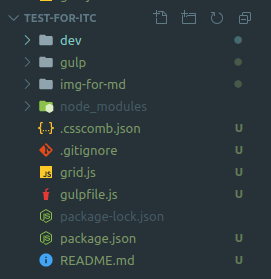 TEST-FOR-ITC
dev
gulp
img-for-md
node_modules
.csscomb.json U
.gitignore U
grid.js U
gulpfile.js U
package-lock.json
package.json U
README.md U